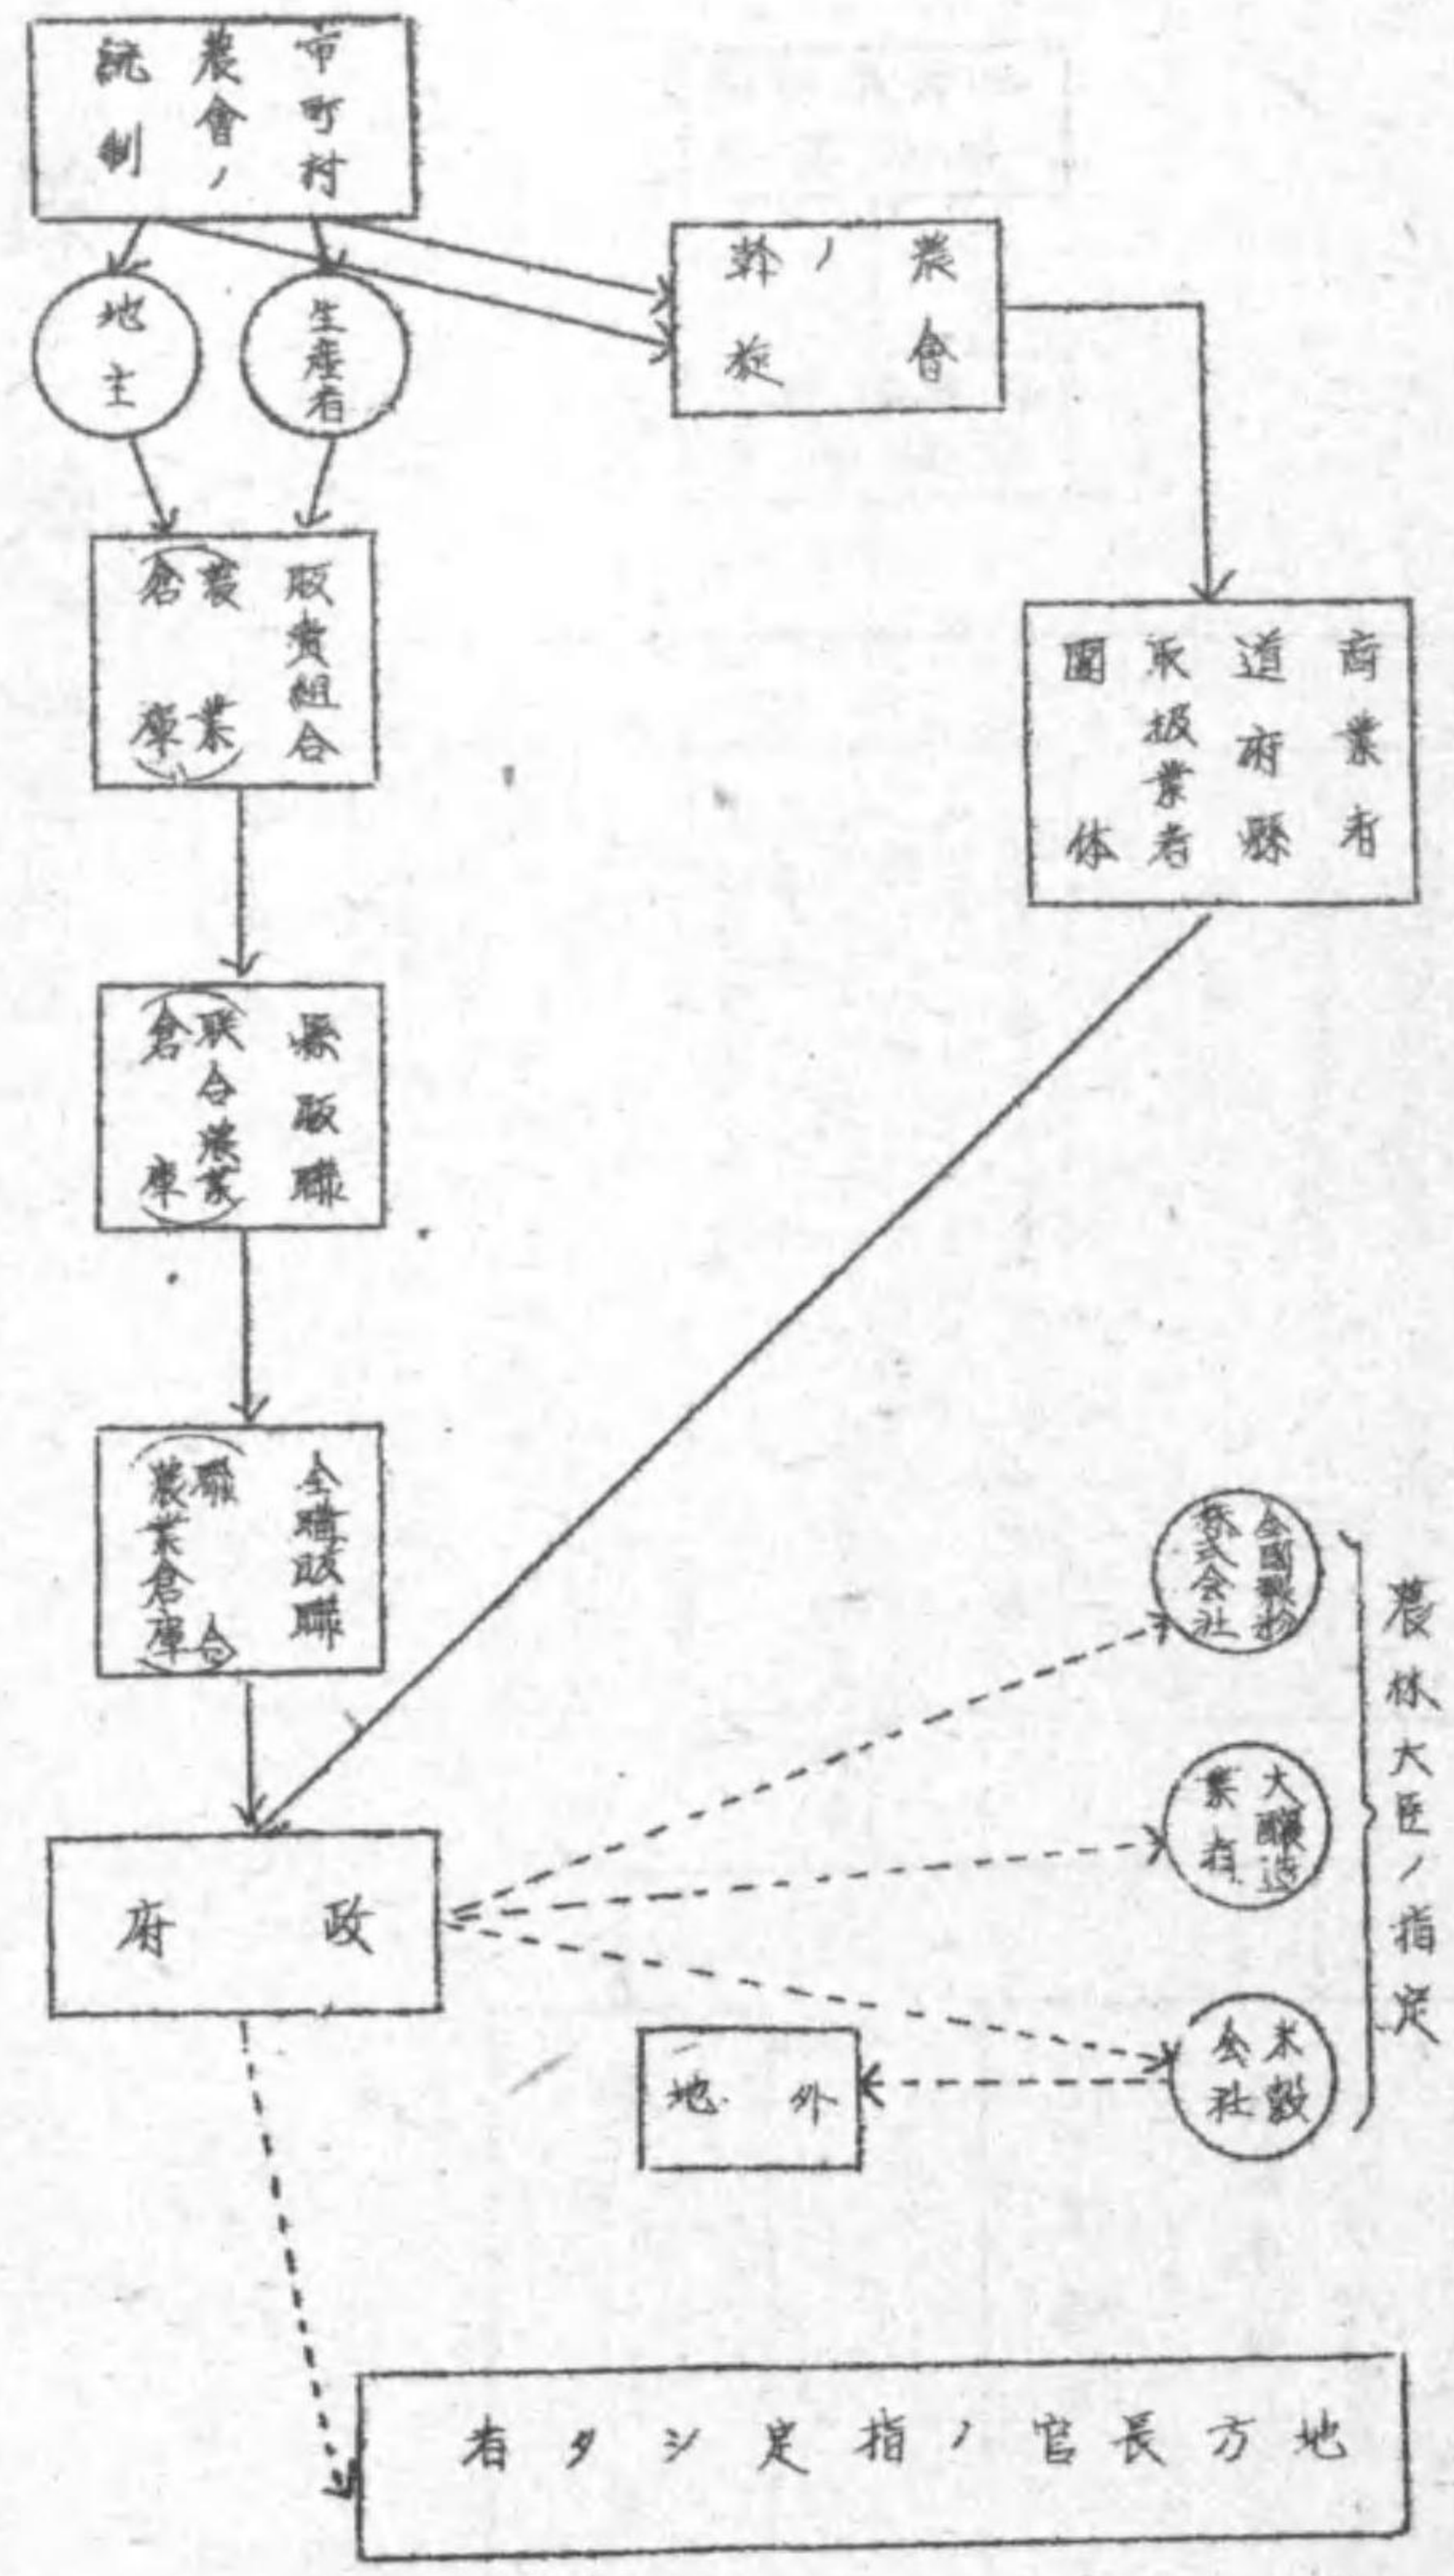 市町村
農會ノ
統制
地主
生産者
農會
ノ
斡旋
販賣組合
(農業
倉庫)
商業者
道府縣
取扱業者
團体
縣販聯
(联合農業
倉庫)
全購販聯
(聯合
農業倉庫)
政府
全國製粉
株式会社
大釀造
業者
米穀
会社
農林大臣ノ指定
外地
地方長官ノ指定シタ者